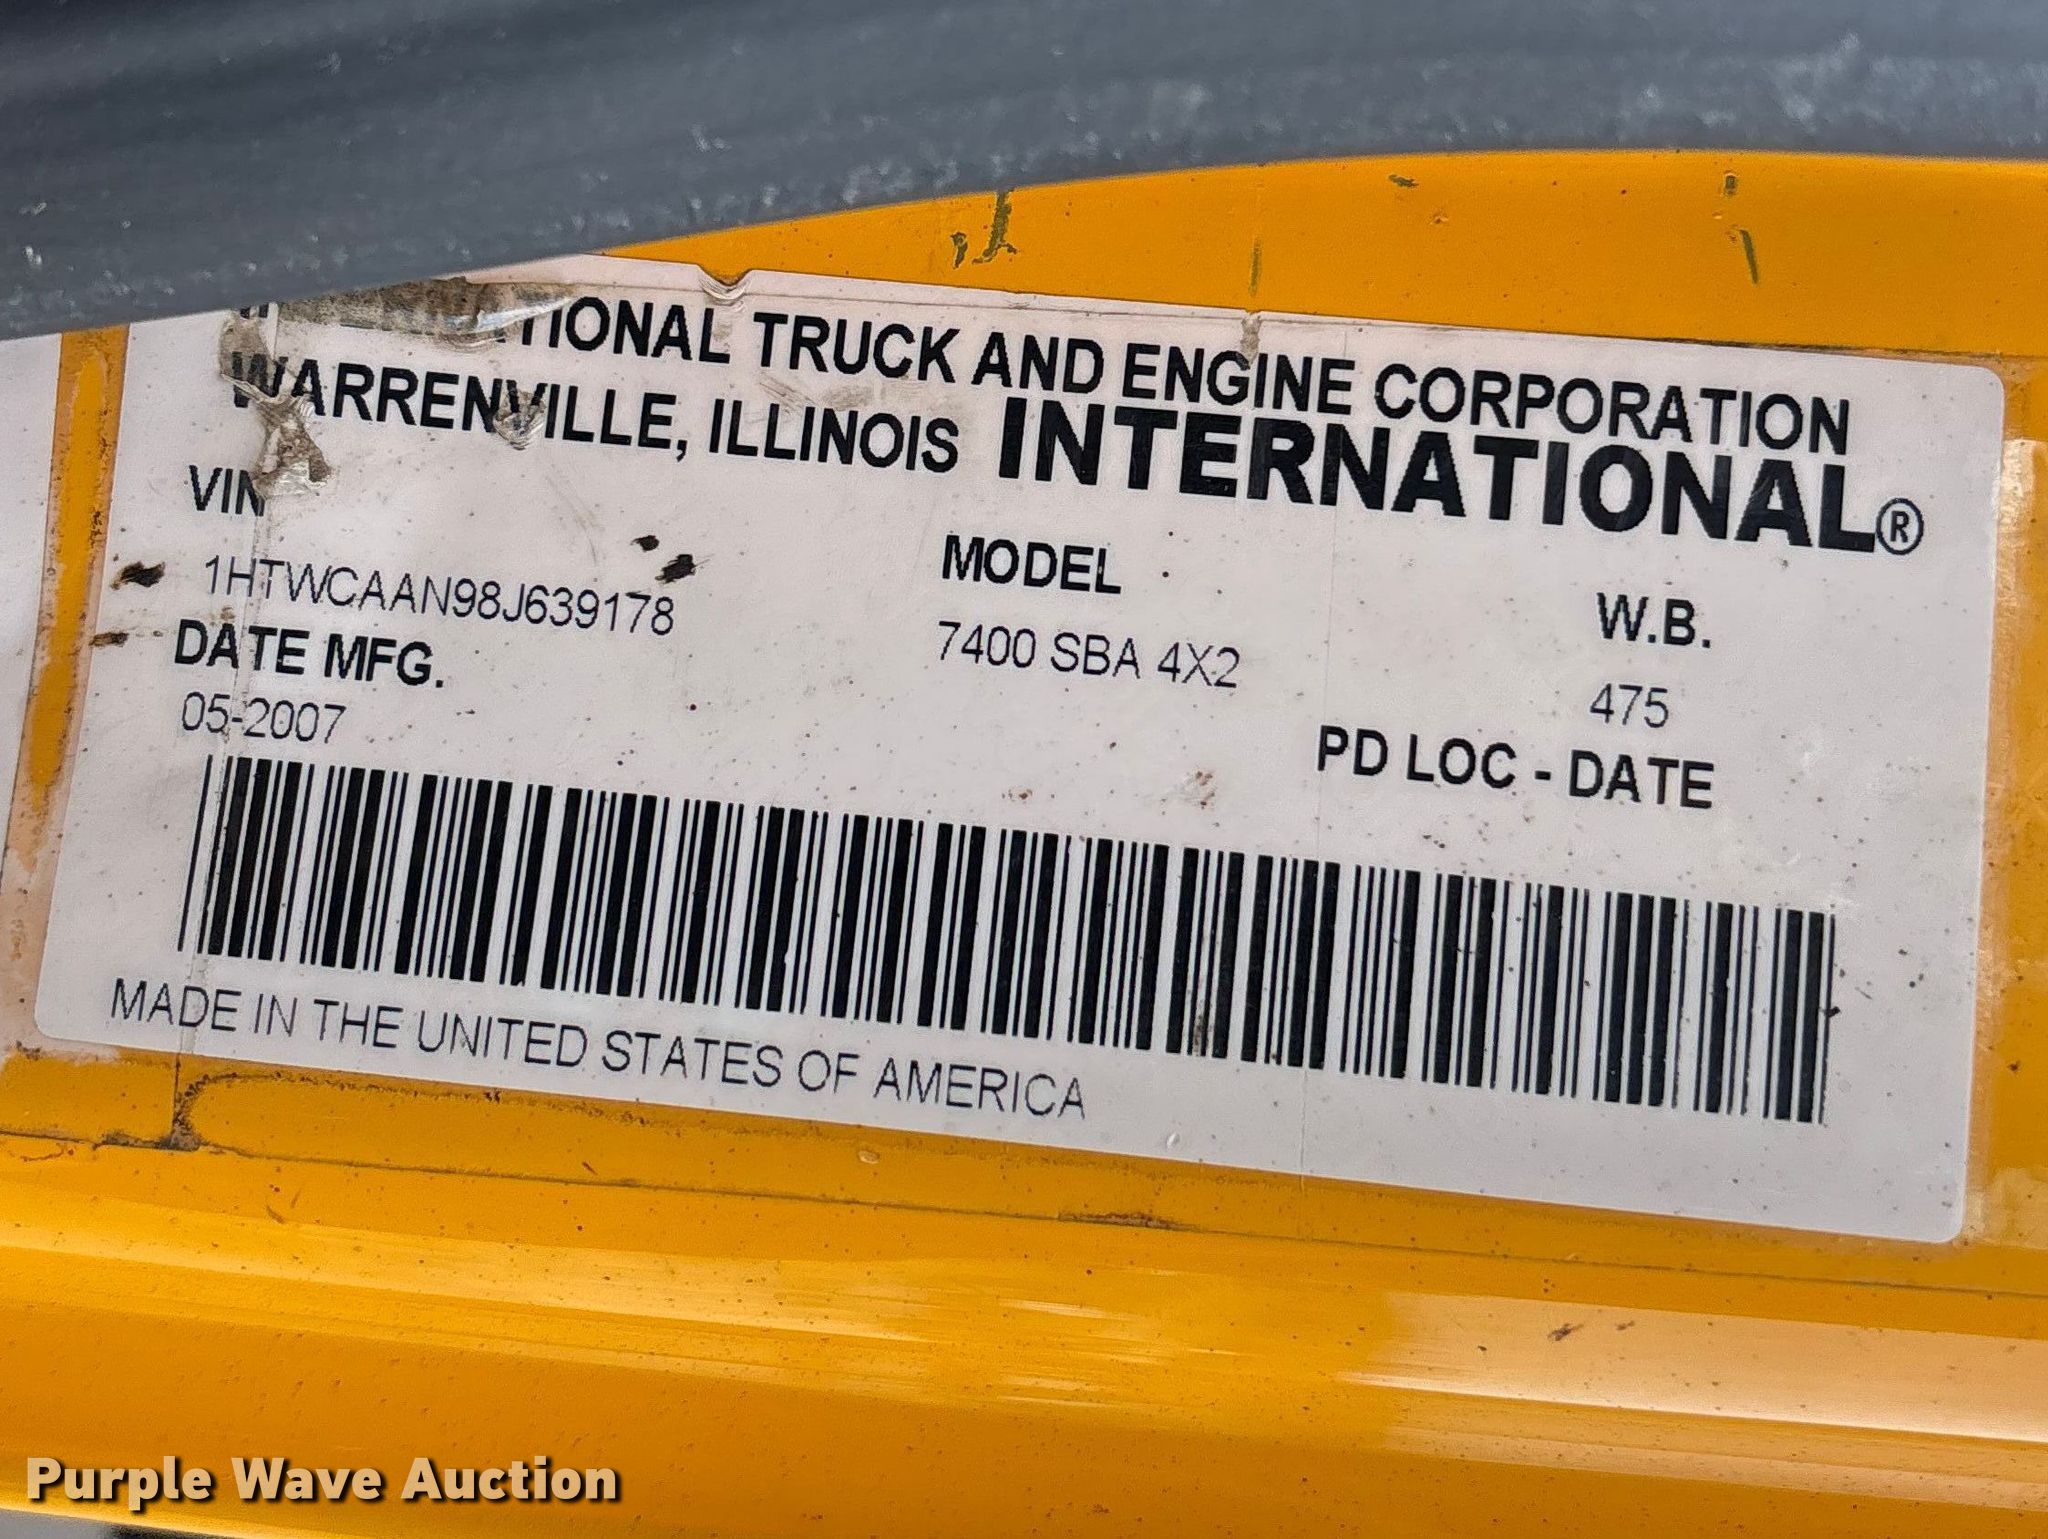 TIONAL TRUCK AND ENGINE CORPORATION
WARRENVILLE, ILLINOIS INTERNATIONAL®
VIN
MODEL
W.B.
1HTWCAAN98J639178
7400 SBA 4X2
475
DATE MFG.
PD LOC - DATE
05-2007
MADE IN THE UNITED STATES OF AMERICA
Purple Wave Auction